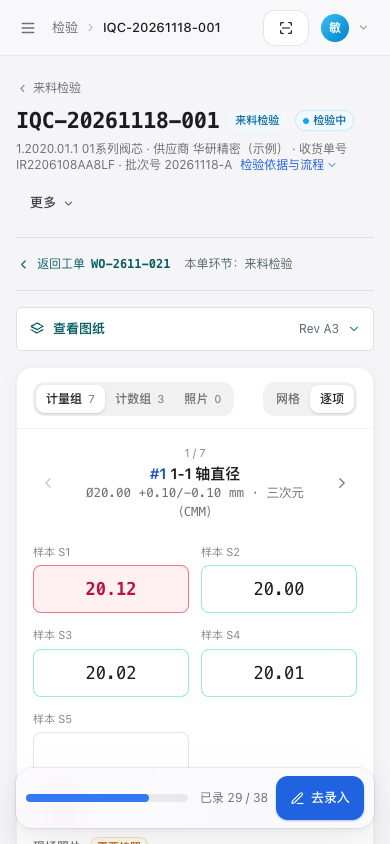 检验 > IQC-20261118-001
敏
来料检验
IQC-20261118-001 来料检验 检验中
1.2020.01.1 01系列阀芯 · 供应商 华研精密（示例） · 收货单号
IR2206108AA8LF · 批次号 20261118-A 检验依据与流程
更多
返回工单 WO-2611-021 本单环节：来料检验
查看图纸 Rev A3
计量组 7 计数组 3 照片 0 网格 逐项
1 / 7
#1 1-1 轴直径
Ø20.00 +0.10/-0.10 mm · 三次元
(CMM)
样本 S1 样本 S2
20.12 20.00
样本 S3 样本 S4
20.02 20.01
样本 S5
已录 29 / 38 去录入